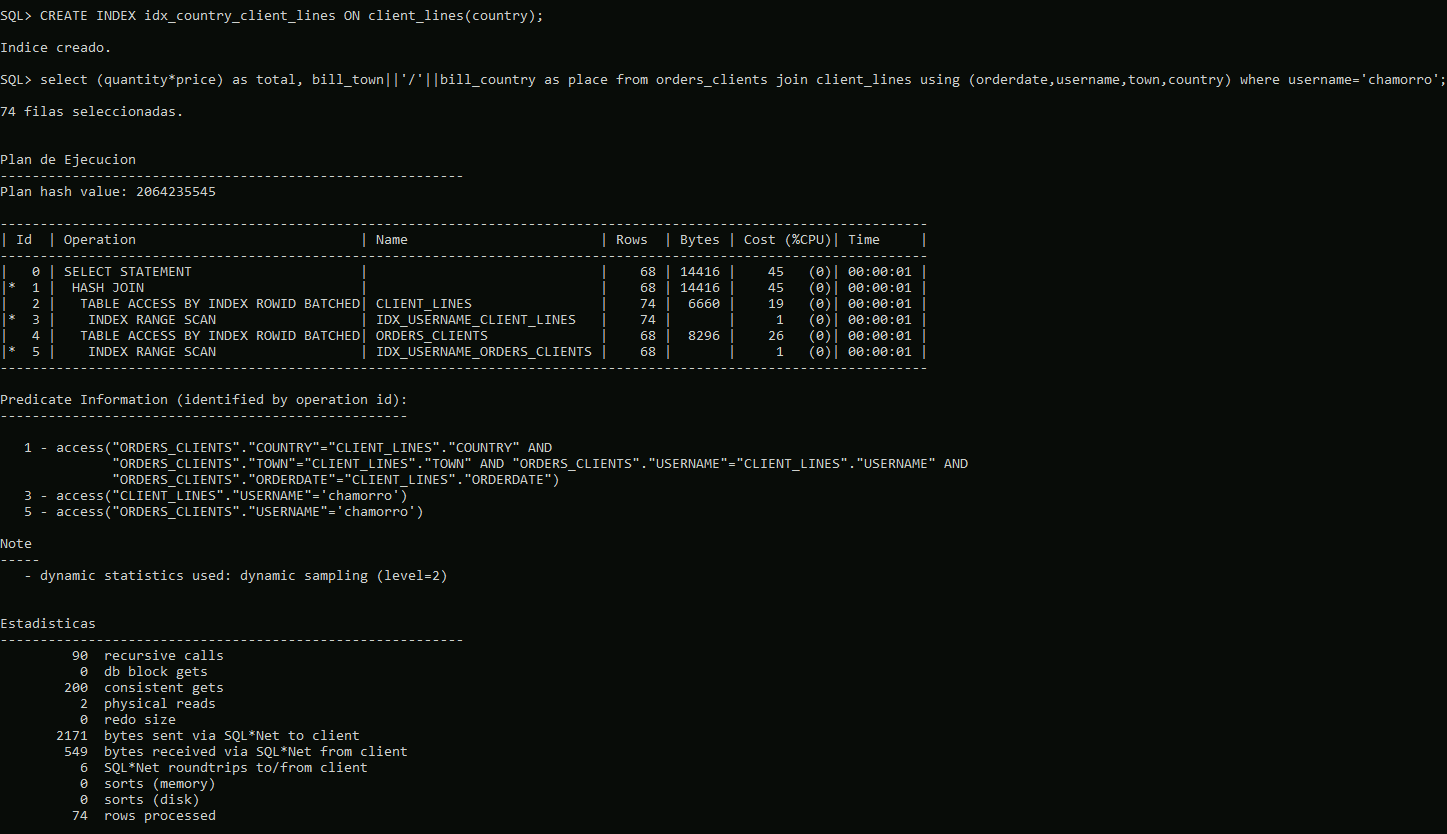 SQL> CREATE INDEX idx_country_client_lines ON client_lines(country);
Indice creado.
SQL> select (quantity*price) as total, bill_town||'/'||bill_country as place from orders_clients join client_lines using (orderdate,username,town,country) where username='chamorro';
74 filas seleccionadas.
Plan de Ejecucion
----------------------------------------------------------
Plan hash value: 2064235545
--------------------------------------------------------------------------------------------------------------------
| Id  | Operation                            | Name                        | Rows  | Bytes | Cost (%CPU)| Time     |
--------------------------------------------------------------------------------------------------------------------
|   0 | SELECT STATEMENT                     |                             |    68 | 14416 |    45   (0)| 00:00:01 |
|*  1 |  HASH JOIN                           |                             |    68 | 14416 |    45   (0)| 00:00:01 |
|   2 |   TABLE ACCESS BY INDEX ROWID BATCHED| CLIENT_LINES                |    74 |  6660 |    19   (0)| 00:00:01 |
|*  3 |    INDEX RANGE SCAN                  | IDX_USERNAME_CLIENT_LINES   |    74 |       |     1   (0)| 00:00:01 |
|   4 |   TABLE ACCESS BY INDEX ROWID BATCHED| ORDERS_CLIENTS              |    68 |  8296 |    26   (0)| 00:00:01 |
|*  5 |    INDEX RANGE SCAN                  | IDX_USERNAME_ORDERS_CLIENTS |    68 |       |     1   (0)| 00:00:01 |
--------------------------------------------------------------------------------------------------------------------
Predicate Information (identified by operation id):
---------------------------------------------------
   1 - access("ORDERS_CLIENTS"."COUNTRY"="CLIENT_LINES"."COUNTRY" AND
              "ORDERS_CLIENTS"."TOWN"="CLIENT_LINES"."TOWN" AND "ORDERS_CLIENTS"."USERNAME"="CLIENT_LINES"."USERNAME" AND
              "ORDERS_CLIENTS"."ORDERDATE"="CLIENT_LINES"."ORDERDATE")
   3 - access("CLIENT_LINES"."USERNAME"='chamorro')
   5 - access("ORDERS_CLIENTS"."USERNAME"='chamorro')
Note
-----
   - dynamic statistics used: dynamic sampling (level=2)
Estadisticas
----------------------------------------------------------
         90  recursive calls
          0  db block gets
        200  consistent gets
          2  physical reads
          0  redo size
       2171  bytes sent via SQL*Net to client
        549  bytes received via SQL*Net from client
          6  SQL*Net roundtrips to/from client
          0  sorts (memory)
          0  sorts (disk)
         74  rows processed